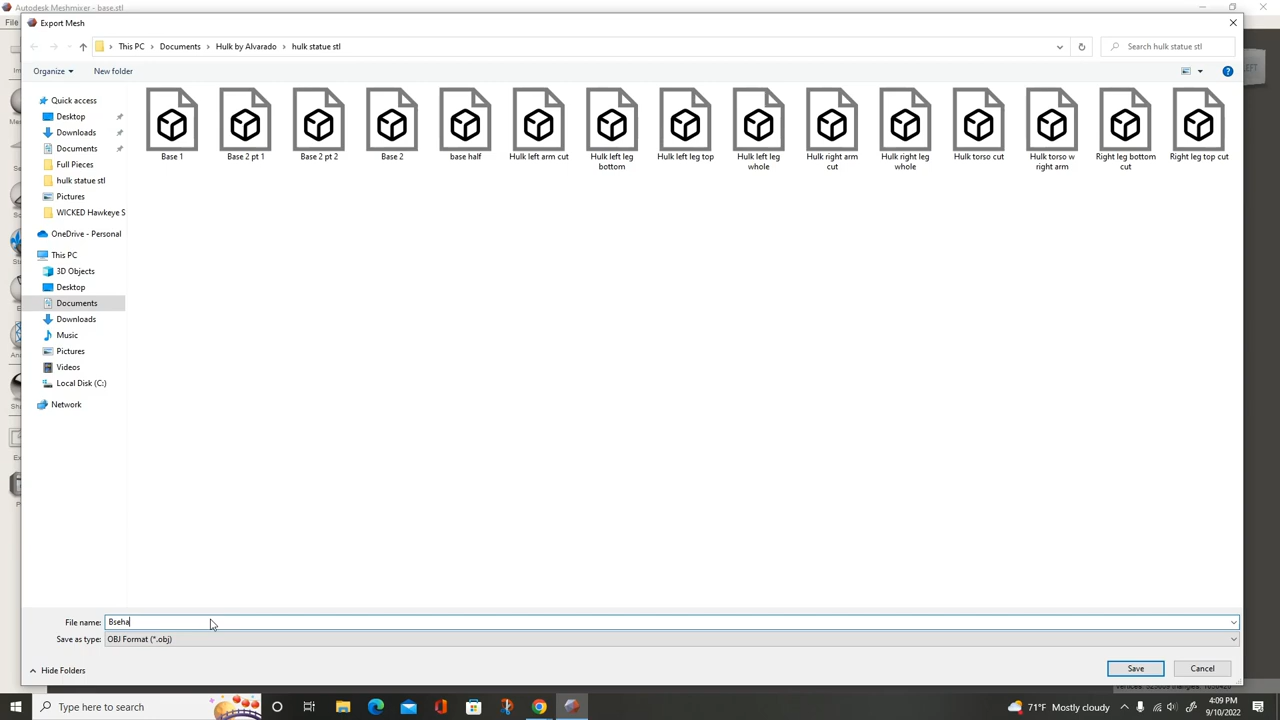 Autodesk Meshmixer - base.stl
File
Export Mesh
This PC > Documents > Hulk by Alvarado > hulk statue stl
Search hulk statue stl
Organize
New folder
Quick access
Desktop
Downloads
Documents
Full Pieces
hulk statue stl
Pictures
WICKED Hawkeye S
OneDrive - Personal
This PC
3D Objects
Desktop
Documents
Downloads
Music
Pictures
Videos
Local Disk (C:)
Network
Base 1
Base 2 pt 1
Base 2 pt 2
Base 2
base half
Hulk left arm cut
Hulk left leg
bottom
Hulk left leg top
Hulk left leg
whole
Hulk right arm
cut
Hulk right leg
whole
Hulk torso cut
Hulk torso w
right arm
Right leg bottom
cut
Right leg top cut
LEFT
File name: Bseha
Save as type: OBJ Format (*.obj)
Hide Folders
Save
Cancel
Type here to search
71°F Mostly cloudy
4:09 PM
9/10/2022